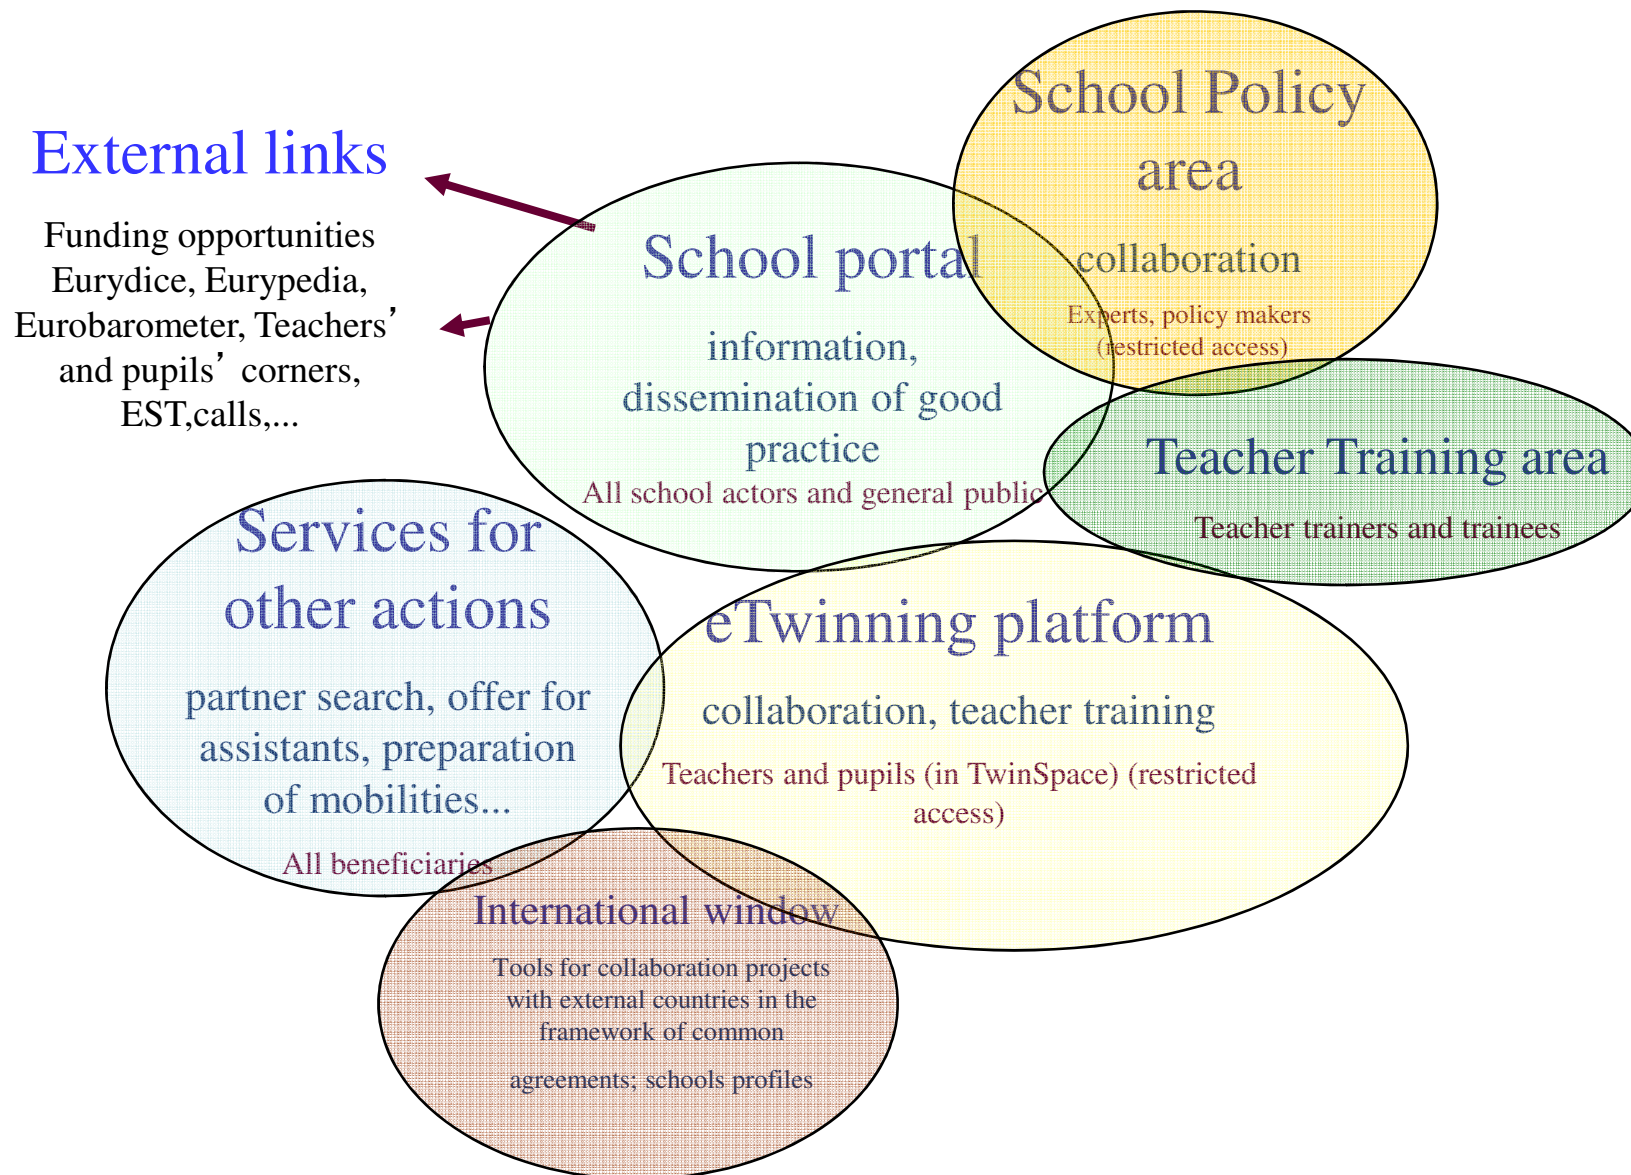 External links
Funding opportunities
Eurydice, Eurypedia,
Eurobarometer, Teachers’
and pupils’ corners,
EST,calls,...
School Policy
area
collaboration
Experts, policy makers
(restricted access)
School portal
information,
dissemination of good
practice
All school actors and general public
Teacher Training area
Teacher trainers and trainees
Services for
other actions
partner search, offer for
assistants, preparation
of mobilities...
All beneficiaries
eTwinning platform
collaboration, teacher training
Teachers and pupils (in TwinSpace) (restricted
access)
International window
Tools for collaboration projects
with external countries in the
framework of common
agreements; schools profiles